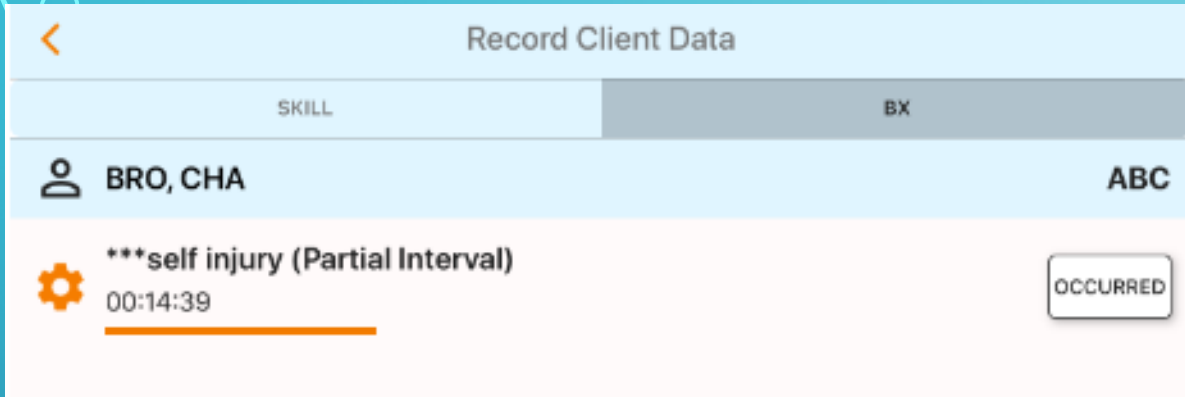 Record Client Data
SKILL
BX
BRO, CHA
ABC
***self injury (Partial Interval)
00:14:39
OCCURRED